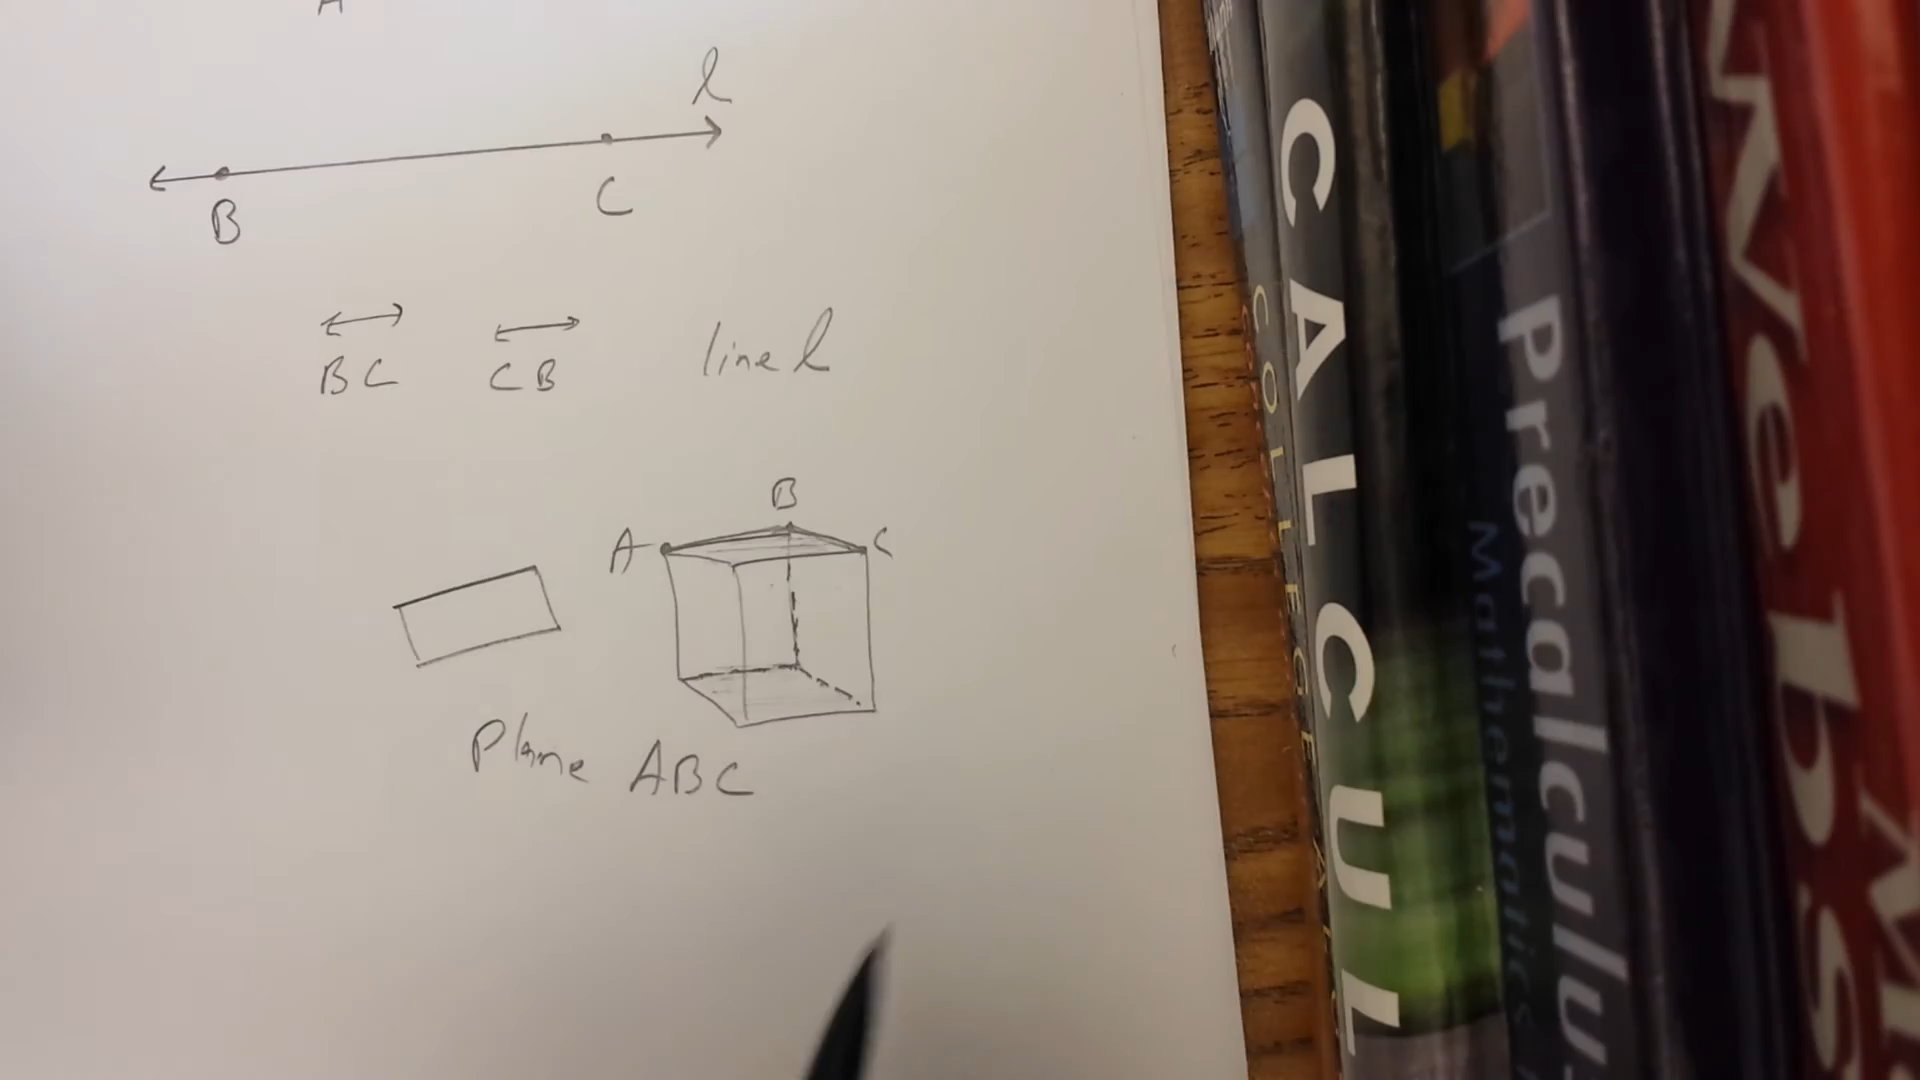 A
l
B
C
BC CB line l
B
A
C
Plane ABC
CALCUL
COLLEGE
Precalculu
Mathematics
Webs